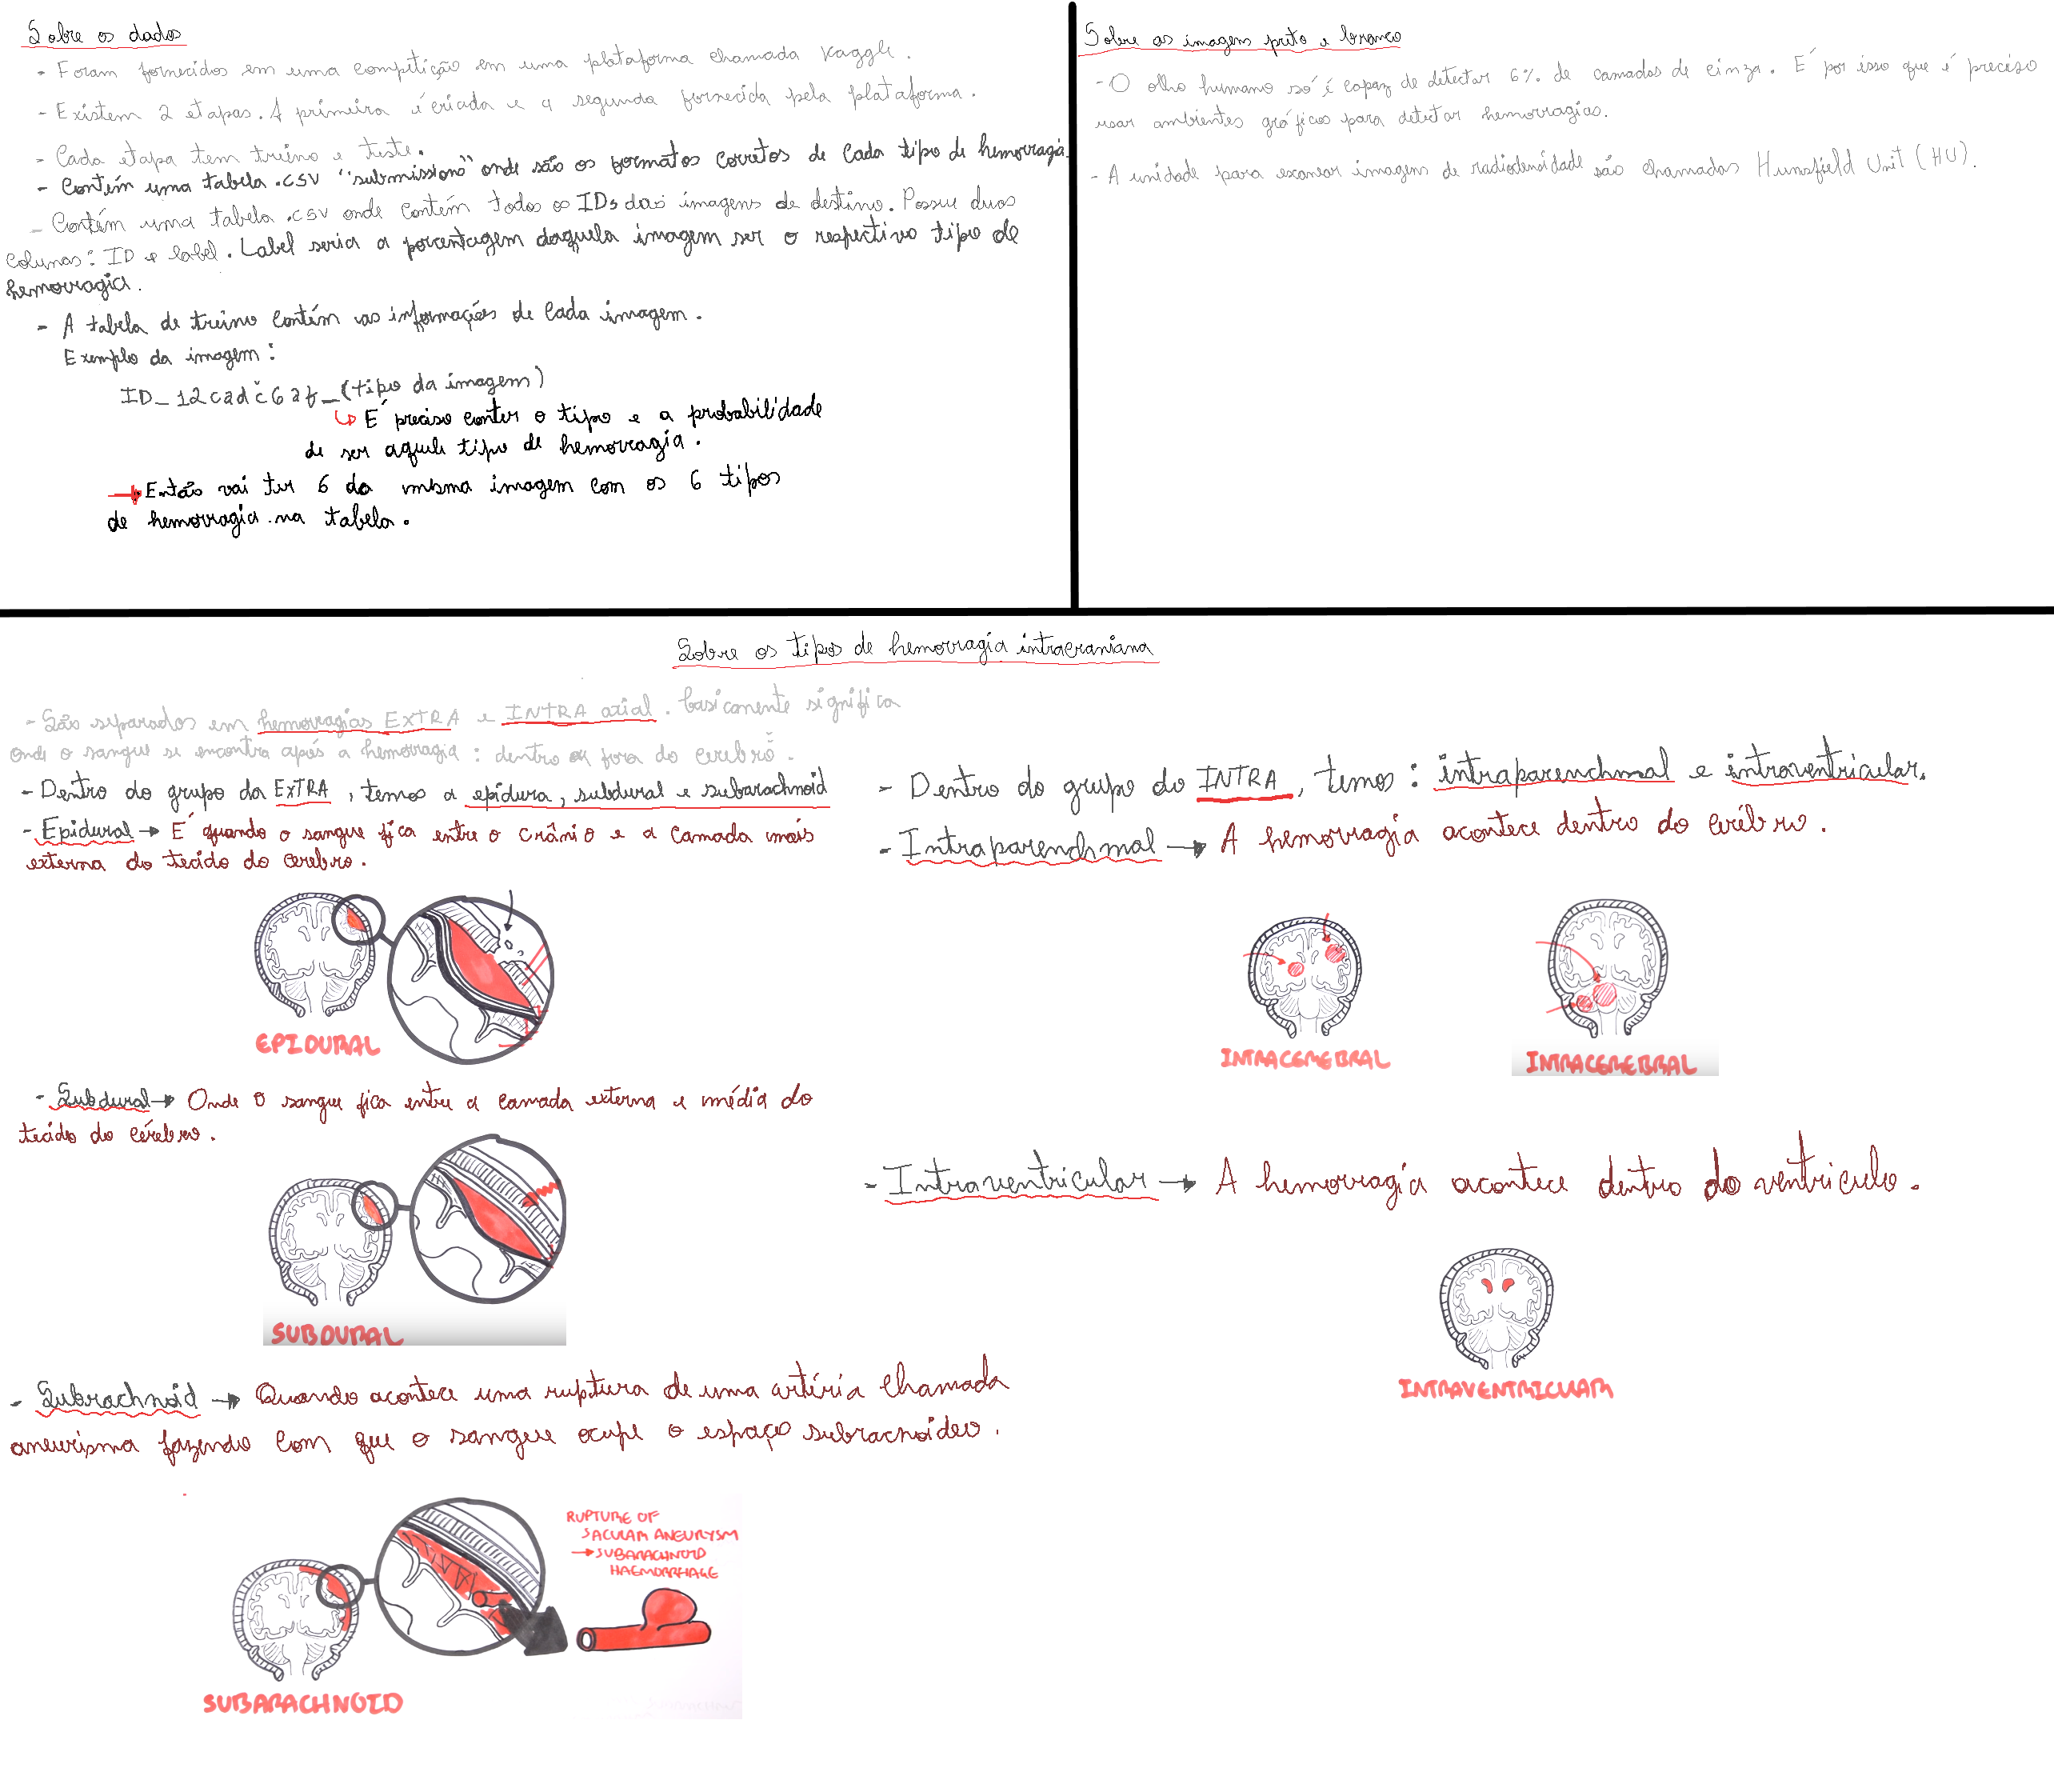 Sobre os dados
- Foram fornecidos em uma competição em uma plataforma chamada Kaggle.
- Existem 2 etapas. A primeira é criada e a segunda fornecida pela plataforma.
- Cada etapa tem treino e teste.
- Contém uma tabela .csv "submission" onde são os formatos corretos de cada tipo de hemorragia.
- Contém uma tabela .csv onde contém todos os IDs das imagens de destino. Possui duas
colunas: ID e label. Label seria a porcentagem daquela imagem ser o respectivo tipo de
hemorragia.
- A tabela de treino contém as informações de cada imagem.
Exemplo da imagem:
(tipo da imagem)
↳ É preciso conter o tipo e a probabilidade
de ser aquele tipo de hemorragia.
→ Então vai ter 6 da mesma imagem com os 6 tipos
de hemorragia na tabela.
Sobre as imagem preto e branco
- O olho humano só é capaz de detectar 6% de camadas de cinza. É por isso que é preciso
usar ambientes gráficos para detectar hemorragias.
- A unidade para escanear imagens de radiodensidade são chamadas Hunsfield Unit (HU).
Sobre os tipos de hemorragia intracraniana
- São separados em hemorragias EXTRA e INTRA axial. basicamente significa
onde o sangue se encontra após a hemorragia: dentro ou fora do cerebro.
- Dentro do grupo da EXTRA, temos a epidura, subdural e subarachnoid
- Epidural → É quando o sangue fica entre o crânio e a camada mais
externa do tecido do cerebro.
EPIDURAL
- Subdural → Onde o sangue fica entre a camada externa e média do
tecido do cérebro.
SUBDURAL
- Subrachnoid → Quando acontece uma ruptura de uma artéria chamada
aneurisma fazendo com que o sangue ocupe o espaço subrachnoideo.
RUPTURE OF
SACULAR ANEURYSM
→ SUBARACHNOID
HAEMORRHAGE
SUBARACHNOID
- Dentro do grupo do INTRA, temos: intraparenchmal e intraventricular.
- Intraparenchmal → A hemorragia acontece dentro do cérebro.
INTRACEREBRAL
INTRACEREBRAL
- Intraventricular → A hemorragia acontece dentro do ventriculo.
INTRAVENTRICULAR